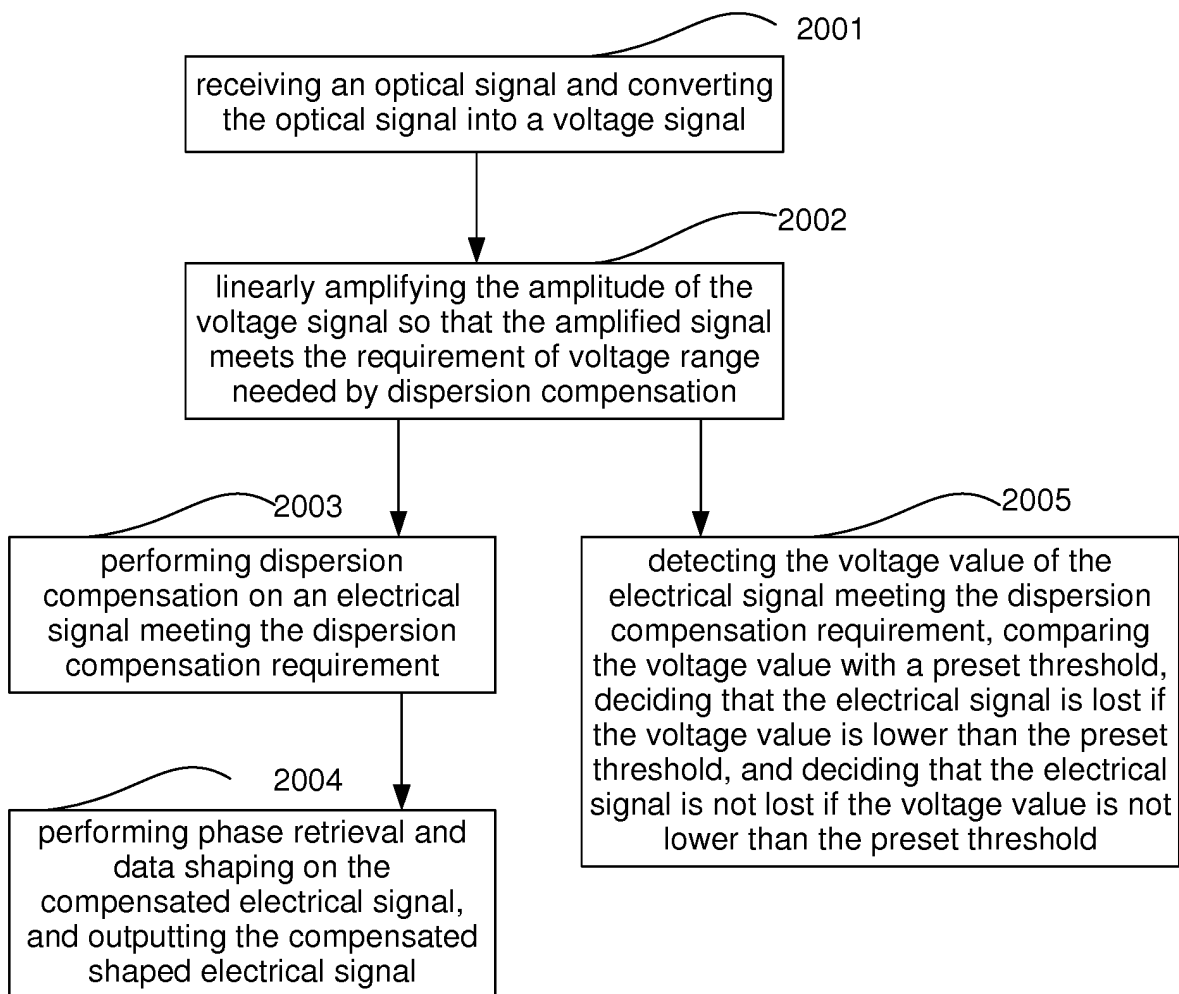 2001
receiving an optical signal and converting
the optical signal into a voltage signal
2002
linearly amplifying the amplitude of the
voltage signal so that the amplified signal
meets the requirement of voltage range
needed by dispersion compensation
2003
performing dispersion
compensation on an electrical
signal meeting the dispersion
compensation requirement
2004
performing phase retrieval and
data shaping on the
compensated electrical signal,
and outputting the compensated
shaped electrical signal
2005
detecting the voltage value of the
electrical signal meeting the dispersion
compensation requirement, comparing
the voltage value with a preset threshold,
deciding that the electrical signal is lost if
the voltage value is lower than the preset
threshold, and deciding that the electrical
signal is not lost if the voltage value is not
lower than the preset threshold